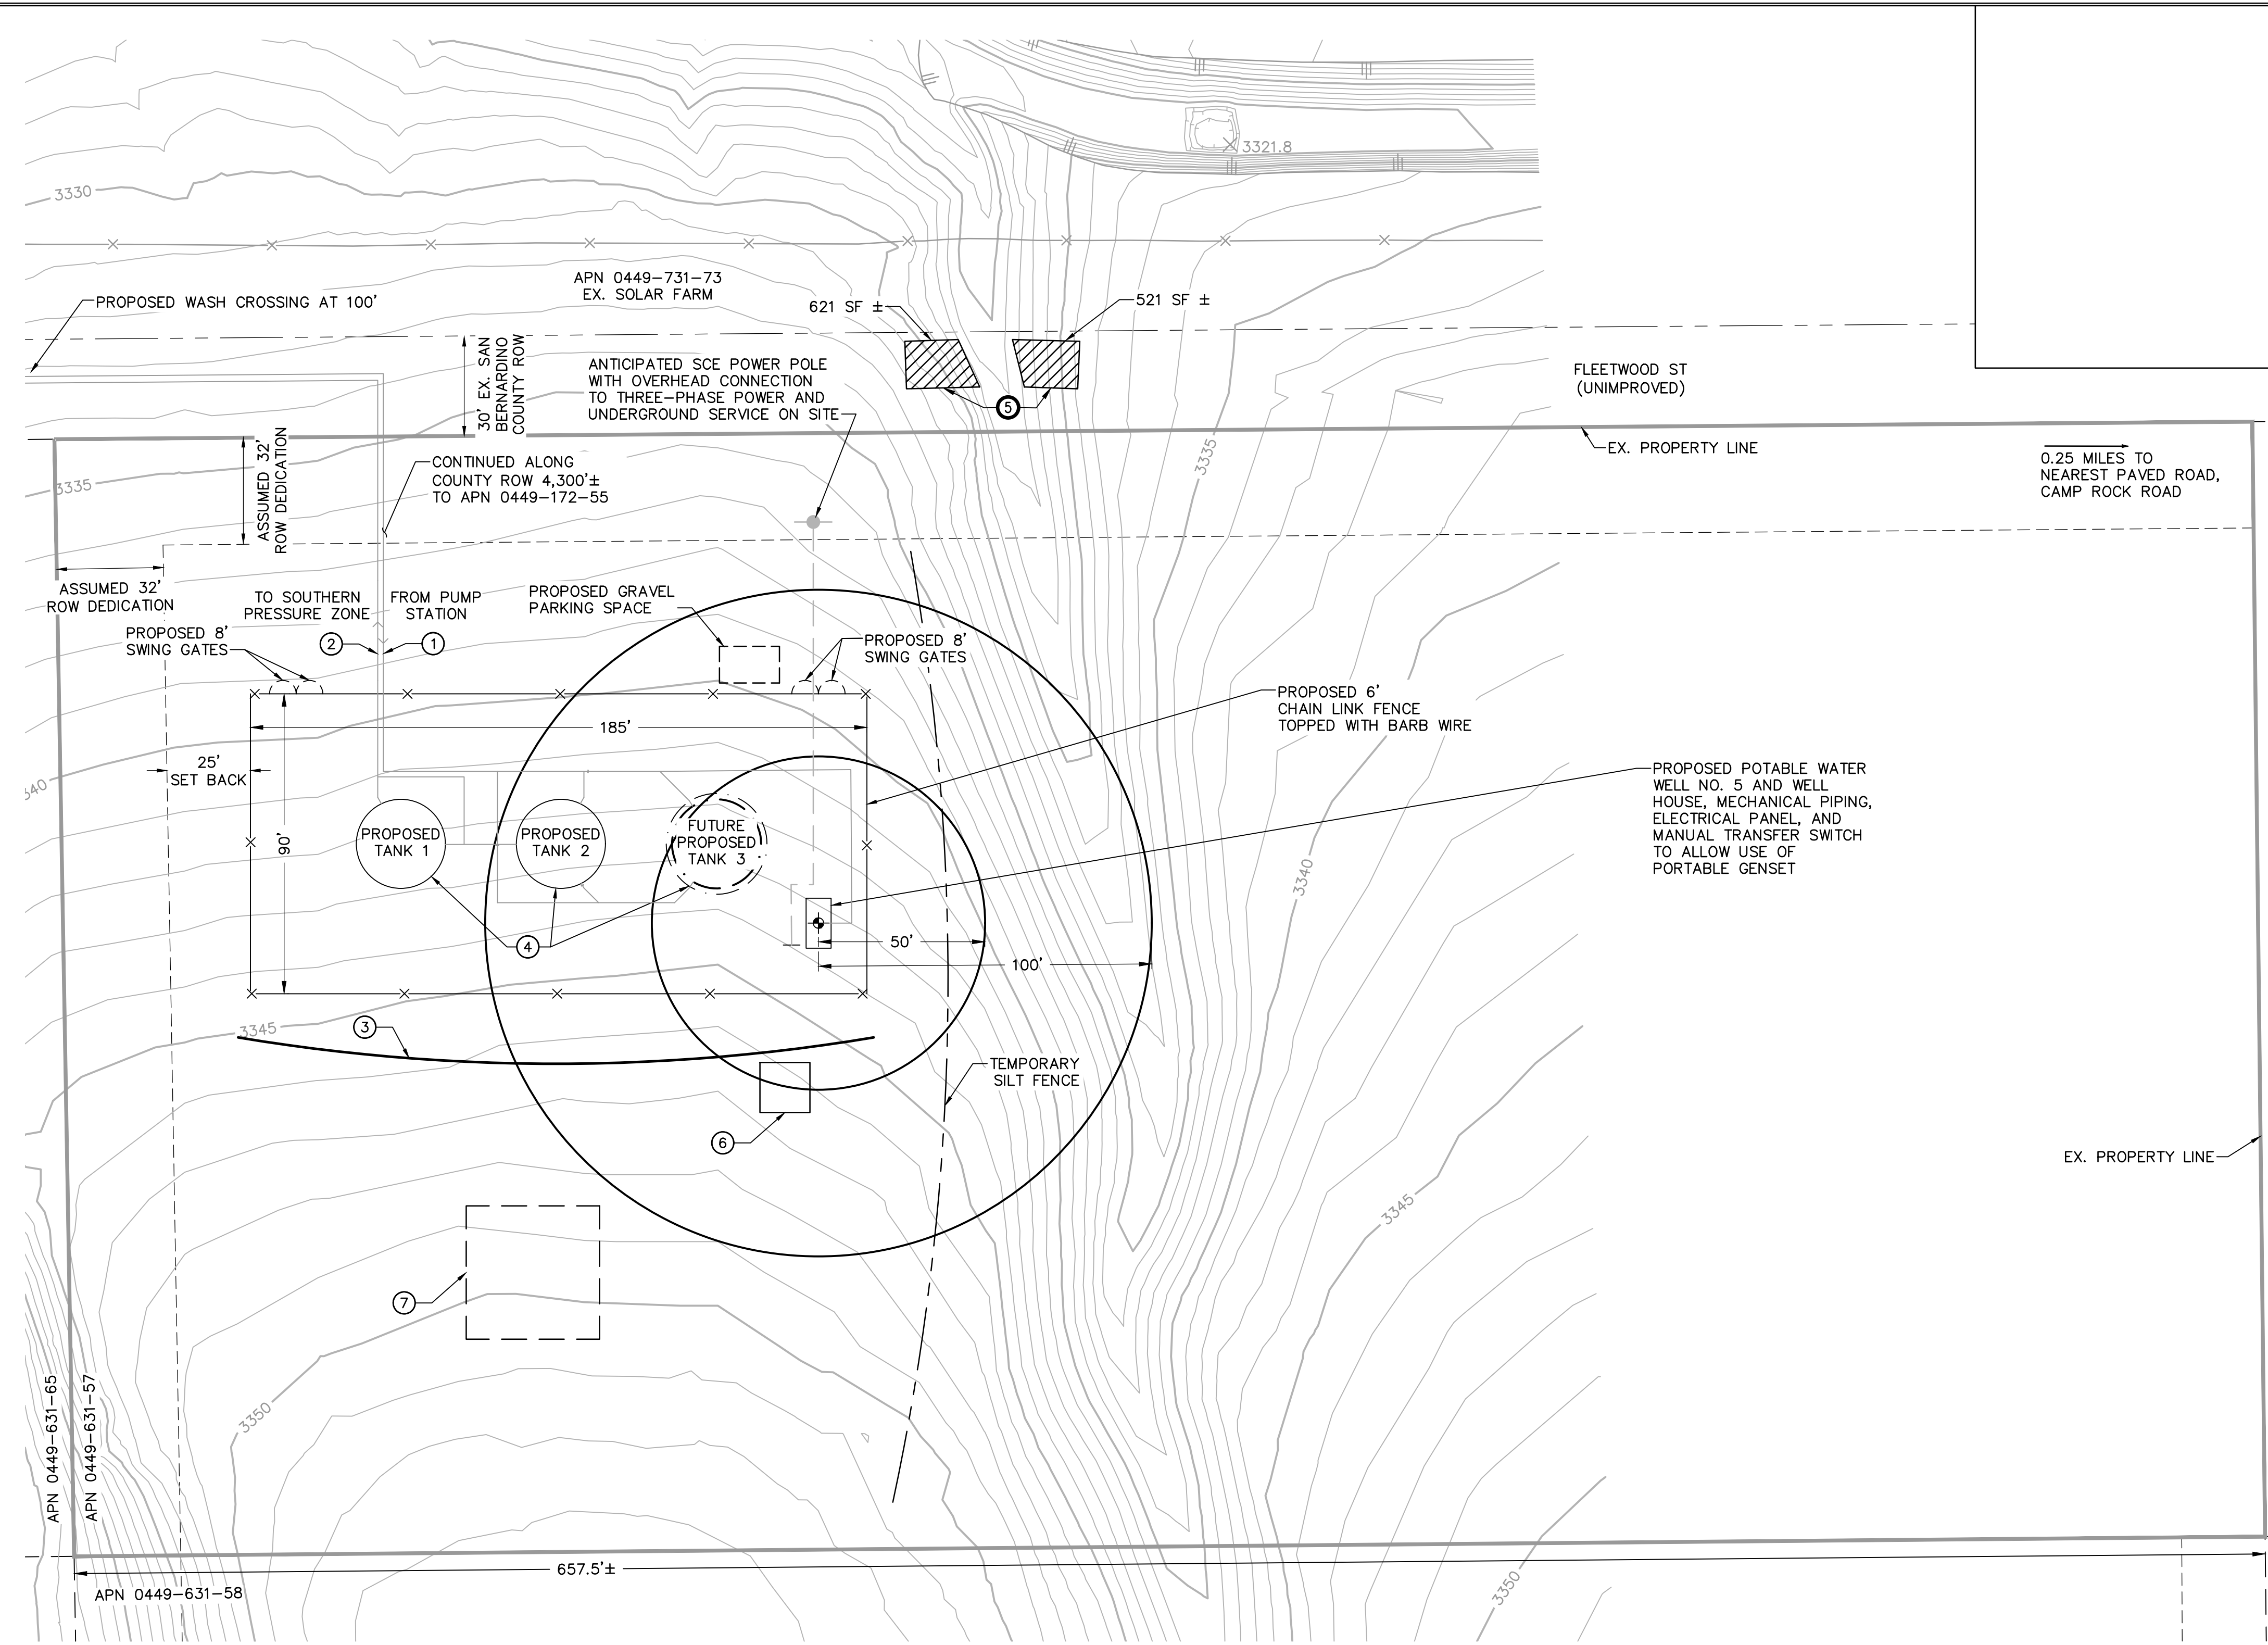 3321.8
3330
APN 0449-731-73
EX. SOLAR FARM
PROPOSED WASH CROSSING AT 100'
621 SF ±
521 SF ±
30' EX. SAN
BERNARDINO
COUNTY ROW
ANTICIPATED SCE POWER POLE
WITH OVERHEAD CONNECTION
TO THREE-PHASE POWER AND
UNDERGROUND SERVICE ON SITE
5
FLEETWOOD ST
(UNIMPROVED)
3335
EX. PROPERTY LINE
0.25 MILES TO
NEAREST PAVED ROAD,
CAMP ROCK ROAD
3335
ASSUMED 32'
ROW DEDICATION
CONTINUED ALONG
COUNTY ROW 4,300'±
TO APN 0449-172-55
ASSUMED 32'
ROW DEDICATION
TO SOUTHERN
PRESSURE ZONE
FROM PUMP
STATION
PROPOSED GRAVEL
PARKING SPACE
PROPOSED 8'
SWING GATES
2
1
PROPOSED 8'
SWING GATES
PROPOSED 6'
CHAIN LINK FENCE
TOPPED WITH BARB WIRE
185'
25'
SET BACK
340
90'
PROPOSED
TANK 1
PROPOSED
TANK 2
FUTURE
PROPOSED
TANK 3
PROPOSED POTABLE WATER
WELL NO. 5 AND WELL
HOUSE, MECHANICAL PIPING,
ELECTRICAL PANEL, AND
MANUAL TRANSFER SWITCH
TO ALLOW USE OF
PORTABLE GENSET
3340
4
50'
100'
3345
3
TEMPORARY
SILT FENCE
6
EX. PROPERTY LINE
3345
7
3350
APN 0449-631-65
APN 0449-631-57
657.5'±
APN 0449-631-58
3350